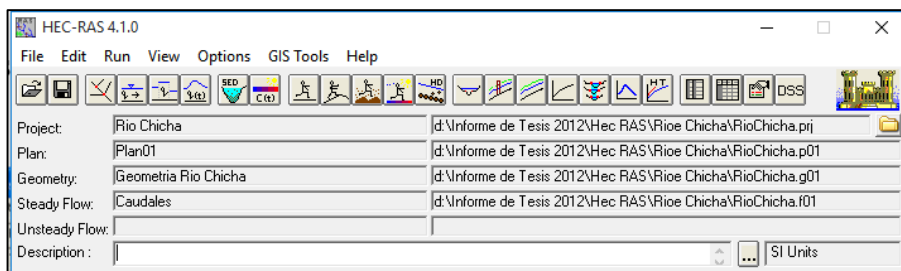 HEC-RAS 4.1.0
File Edit Run View Options GIS Tools Help
SED C(t) HD HT DSS
Project: Rio Chicha d:\Informe de Tesis 2012\Hec RAS\Rioe Chicha\RioChicha.prj
Plan: Plan01 d:\Informe de Tesis 2012\Hec RAS\Rioe Chicha\RioChicha.p01
Geometry: Geometria Rio Chicha d:\Informe de Tesis 2012\Hec RAS\Rioe Chicha\RioChicha.g01
Steady Flow: Caudales d:\Informe de Tesis 2012\Hec RAS\Rioe Chicha\RioChicha.f01
Unsteady Flow:
Description : ... SI Units